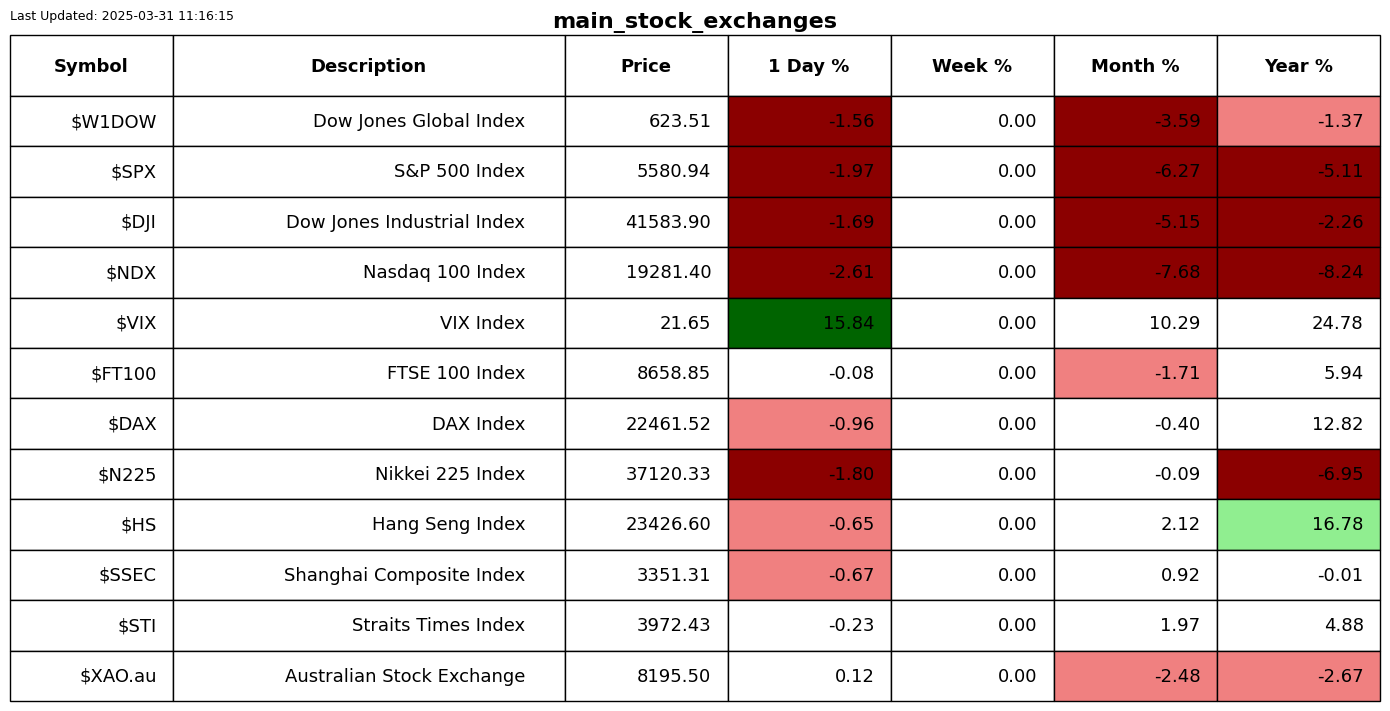 Last Updated: 2025-03-31 11:16:15
main_stock_exchanges
Symbol Description Price 1 Day % Week % Month % Year %
$W1DOW Dow Jones Global Index 623.51 -1.56 0.00 -3.59 -1.37
$SPX S&P 500 Index 5580.94 -1.97 0.00 -6.27 -5.11
$DJI Dow Jones Industrial Index 41583.90 -1.69 0.00 -5.15 -2.26
$NDX Nasdaq 100 Index 19281.40 -2.61 0.00 -7.68 -8.24
$VIX VIX Index 21.65 15.84 0.00 10.29 24.78
$FT100 FTSE 100 Index 8658.85 -0.08 0.00 -1.71 5.94
$DAX DAX Index 22461.52 -0.96 0.00 -0.40 12.82
$N225 Nikkei 225 Index 37120.33 -1.80 0.00 -0.09 -6.95
$HS Hang Seng Index 23426.60 -0.65 0.00 2.12 16.78
$SSEC Shanghai Composite Index 3351.31 -0.67 0.00 0.92 -0.01
$STI Straits Times Index 3972.43 -0.23 0.00 1.97 4.88
$XAO.au Australian Stock Exchange 8195.50 0.12 0.00 -2.48 -2.67